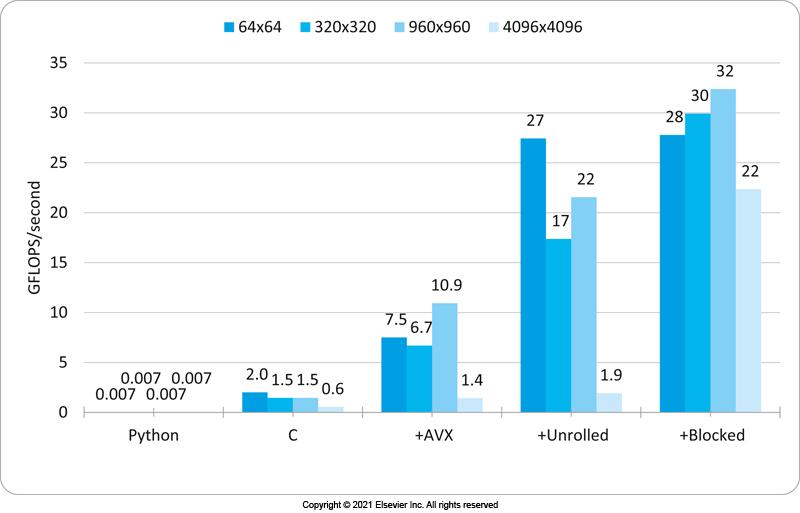 64x64 320x320 960x960 4096x4096
35
30
25
20
15
10
5
0
GFLOPS/second
0.007 0.007 0.007 0.007
2.0 1.5 1.5 0.6
7.5 6.7 10.9 1.4
27 17 22 1.9
28 30 32 22
Python C +AVX +Unrolled +Blocked
Copyright © 2021 Elsevier Inc. All rights reserved